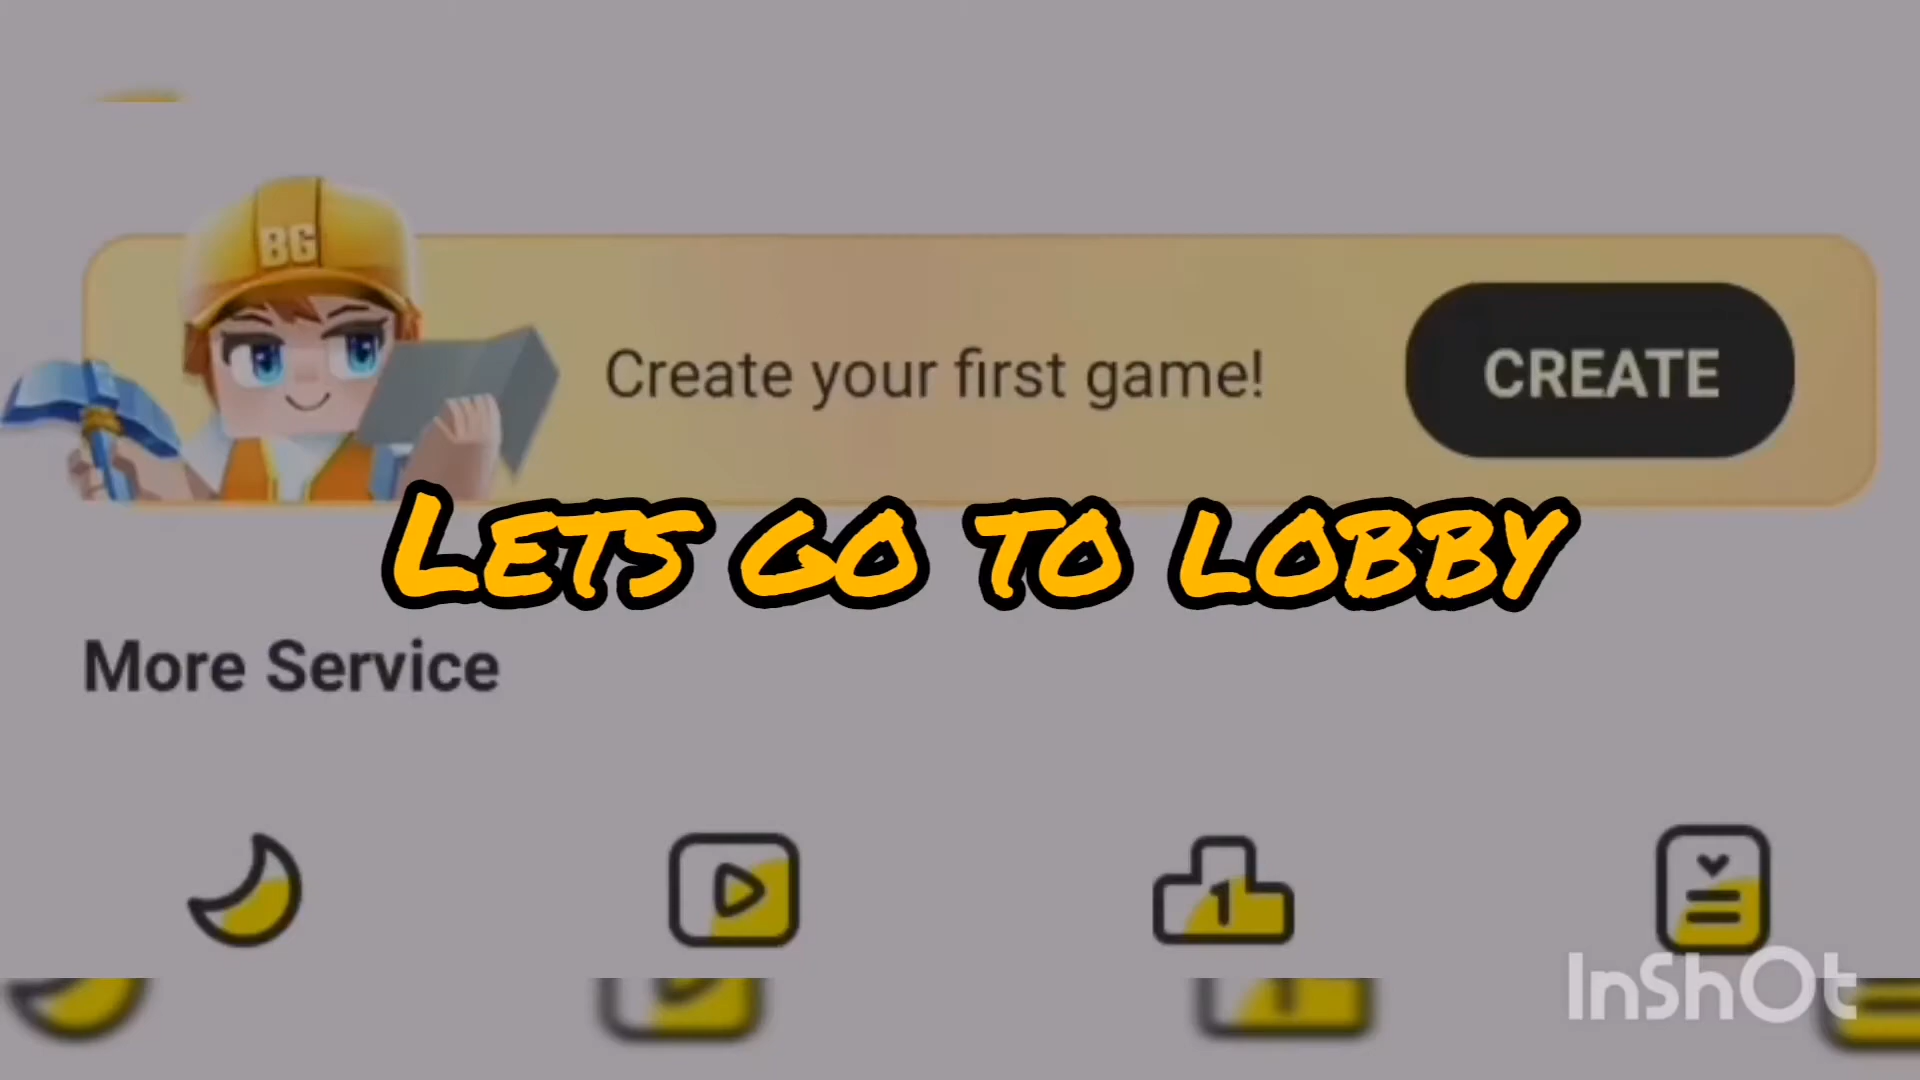 BG
Create your first game!
CREATE
LETS GO TO LOBBY
More Service
1
InShOt